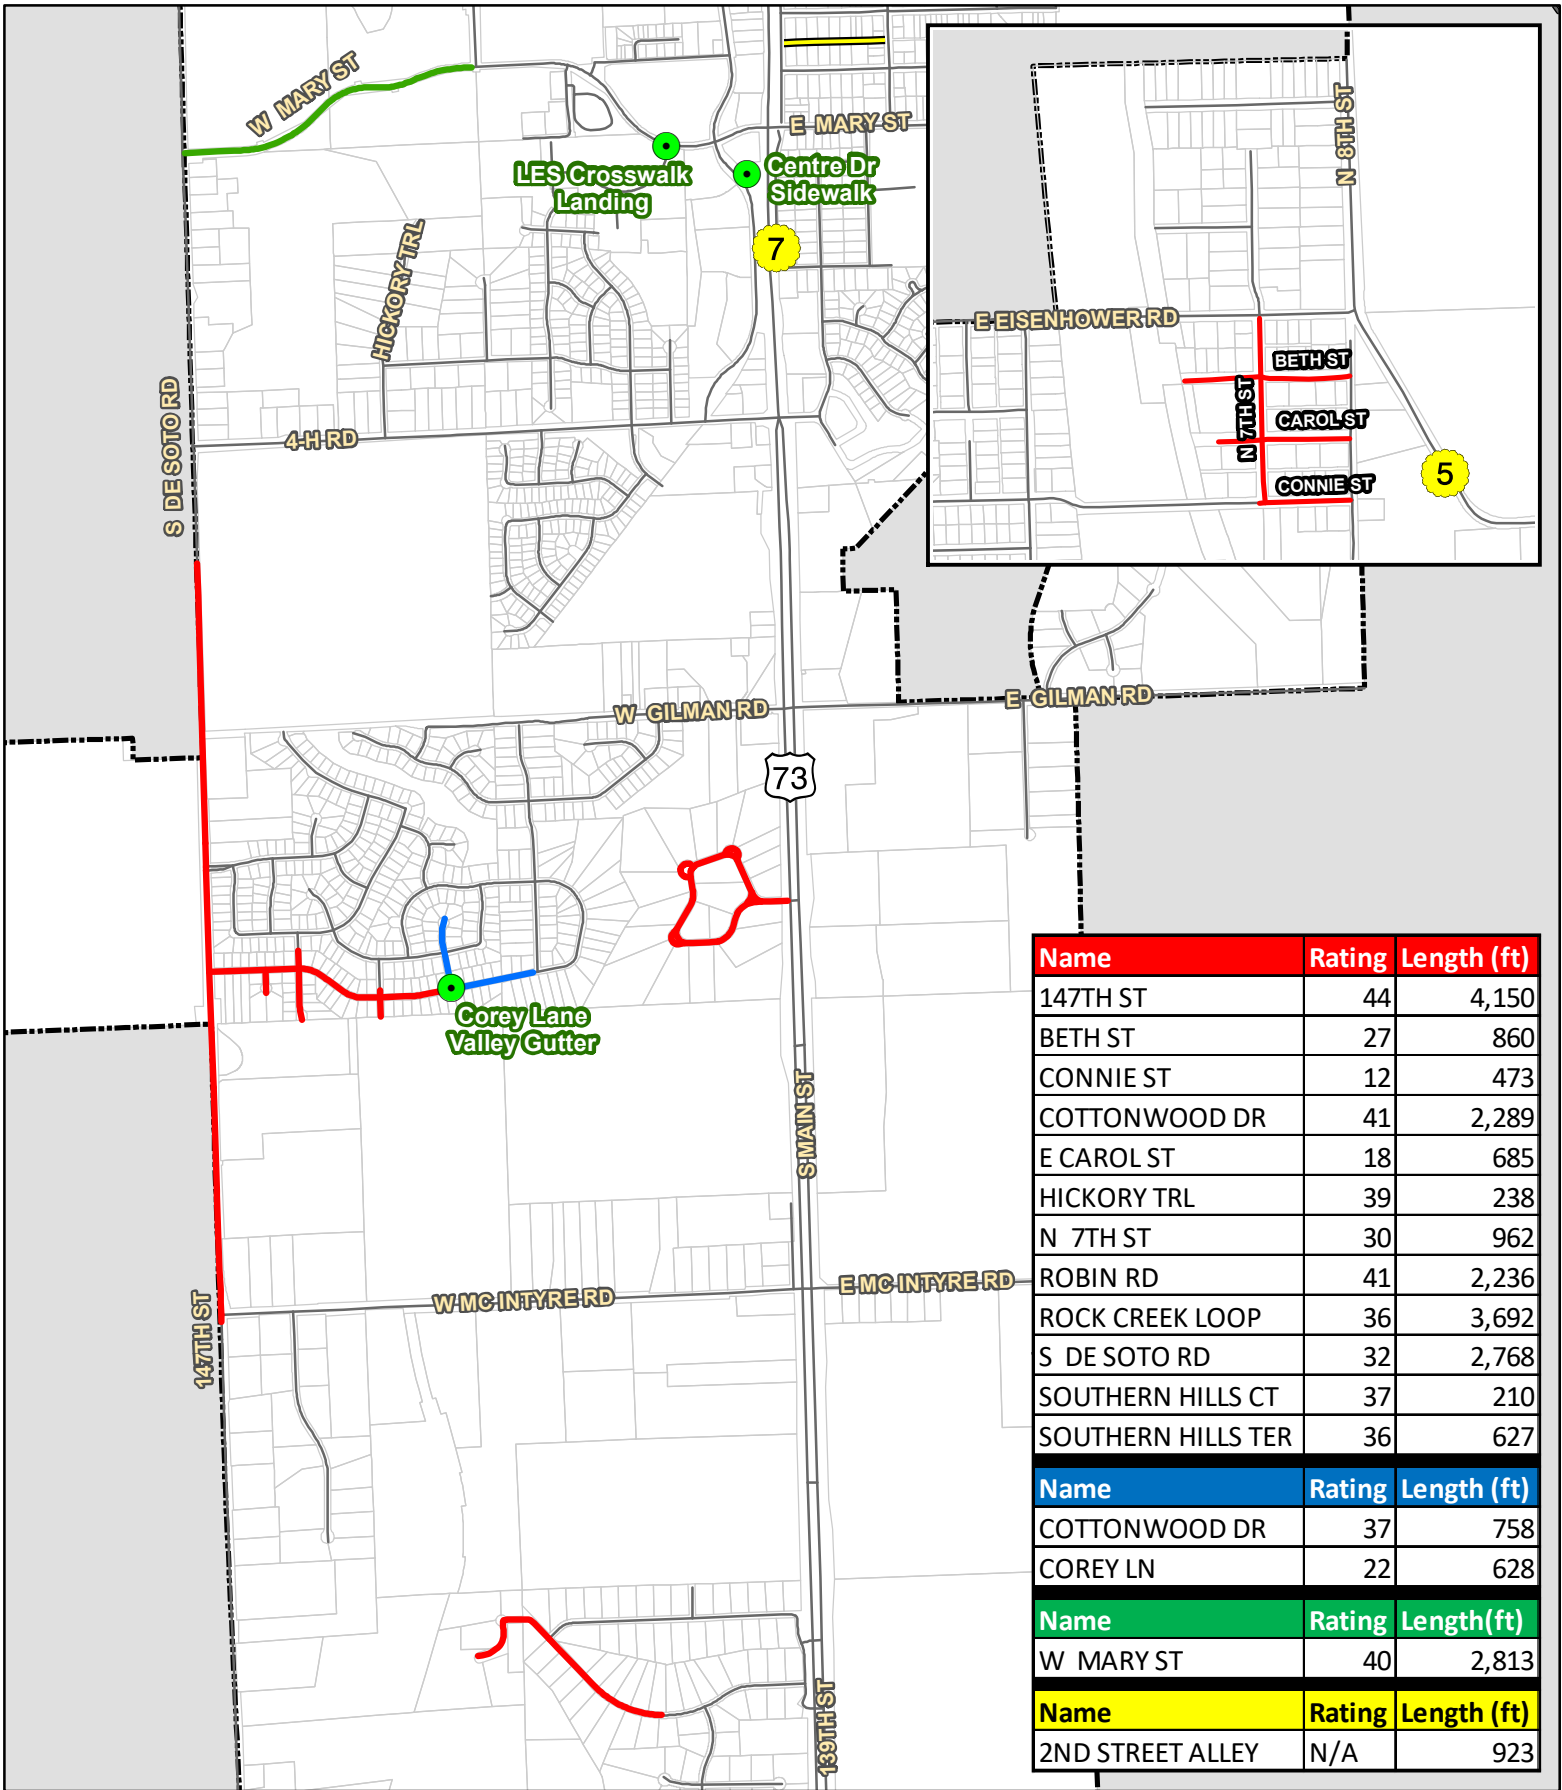 W MARY ST
E MARY ST
LES Crosswalk
Landing
Centre Dr
Sidewalk
7
HICKORY TRL
S DE SOTO RD
4-H RD
N 8TH ST
E EISENHOWER RD
BETH ST
N 7TH ST
CAROL ST
CONNIE ST
5
W GILMAN RD
E GILMAN RD
73
Corey Lane
Valley Gutter
S MAIN ST
W MC INTYRE RD
E MC INTYRE RD
147TH ST
139TH ST
Name Rating Length (ft)
147TH ST 44 4,150
BETH ST 27 860
CONNIE ST 12 473
COTTONWOOD DR 41 2,289
E CAROL ST 18 685
HICKORY TRL 39 238
N 7TH ST 30 962
ROBIN RD 41 2,236
ROCK CREEK LOOP 36 3,692
S DE SOTO RD 32 2,768
SOUTHERN HILLS CT 37 210
SOUTHERN HILLS TER 36 627
Name Rating Length (ft)
COTTONWOOD DR 37 758
COREY LN 22 628
Name Rating Length(ft)
W MARY ST 40 2,813
Name Rating Length (ft)
2ND STREET ALLEY N/A 923